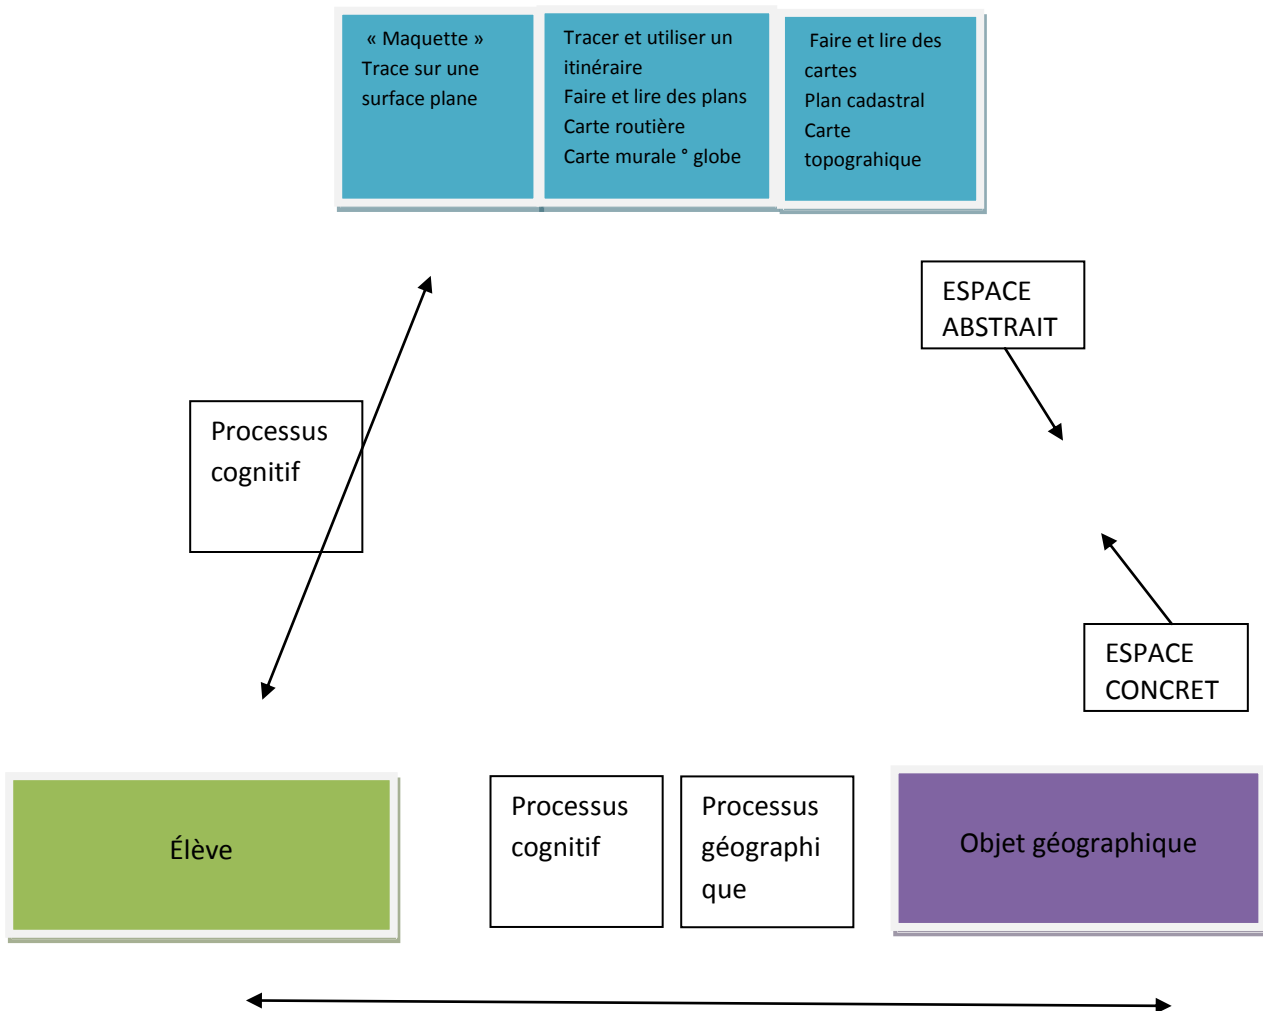 « Maquette »
Trace sur une
surface plane
Tracer et utiliser un
itinéraire
Faire et lire des plans
Carte routière
Carte murale ° globe
Faire et lire des
cartes
Plan cadastral
Carte
topograhique
ESPACE
ABSTRAIT
Processus
cognitif
ESPACE
CONCRET
Élève
Processus
cognitif
Processus
géographi
que
Objet géographique